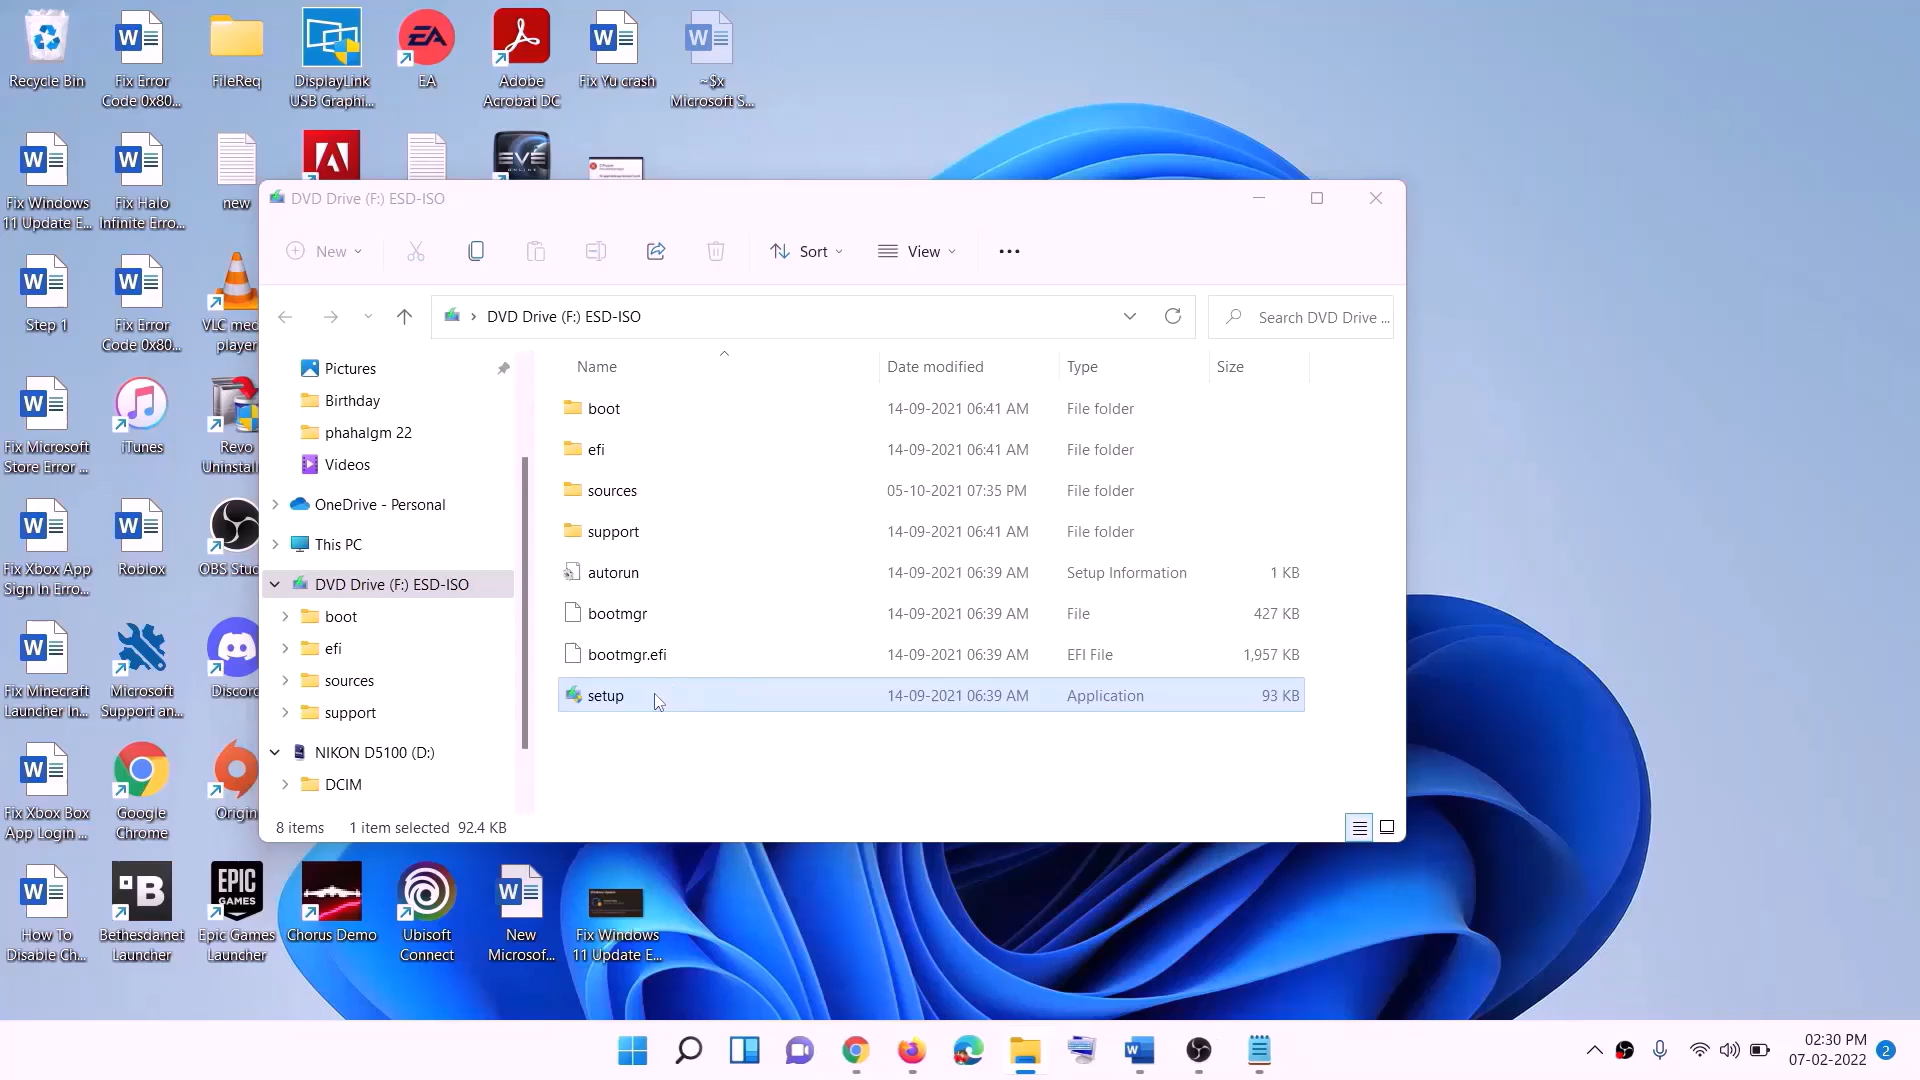 Recycle Bin
Fix Error
Code 0x80...
FileReq
DisplayLink
USB Graphi...
EA
Adobe
Acrobat DC
Fix Yu crash
~$x
Microsoft S...
Fix Windows
11 Update E...
Fix Halo
Infinite Erro...
new
EVE
ONLINE
Step 1
Fix Error
Code 0x80...
VLC med
player
Fix Microsoft
Store Error ...
iTunes
Revo
Uninstall
Fix Xbox App
Sign In Erro...
Roblox
OBS Stud
Fix Minecraft
Launcher In...
Microsoft
Support an...
Discord
Fix Xbox Box
App Login ...
Google
Chrome
Origin
How To
Disable Ch...
Bethesda.net
Launcher
EPIC
GAMES
Epic Games
Launcher
Chorus Demo
Ubisoft
Connect
New
Microsof...
Fix Windows
11 Update E...
DVD Drive (F:) ESD-ISO
New
Sort
View
DVD Drive (F:) ESD-ISO
Search DVD Drive ...
Pictures
Birthday
phahalgm 22
Videos
OneDrive - Personal
This PC
DVD Drive (F:) ESD-ISO
boot
efi
sources
support
NIKON D5100 (D:)
DCIM
Name Date modified Type Size
boot 14-09-2021 06:41 AM File folder
efi 14-09-2021 06:41 AM File folder
sources 05-10-2021 07:35 PM File folder
support 14-09-2021 06:41 AM File folder
autorun 14-09-2021 06:39 AM Setup Information 1 KB
bootmgr 14-09-2021 06:39 AM File 427 KB
bootmgr.efi 14-09-2021 06:39 AM EFI File 1,957 KB
setup 14-09-2021 06:39 AM Application 93 KB
8 items 1 item selected 92.4 KB
02:30 PM
07-02-2022
2